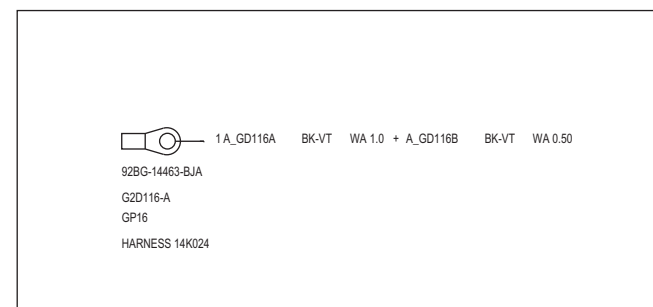 1 A_GD116A BK-VT WA 1.0 + A_GD116B BK-VT WA 0.50
92BG-14463-BJA
G2D116-A
GP16
HARNESS 14K024